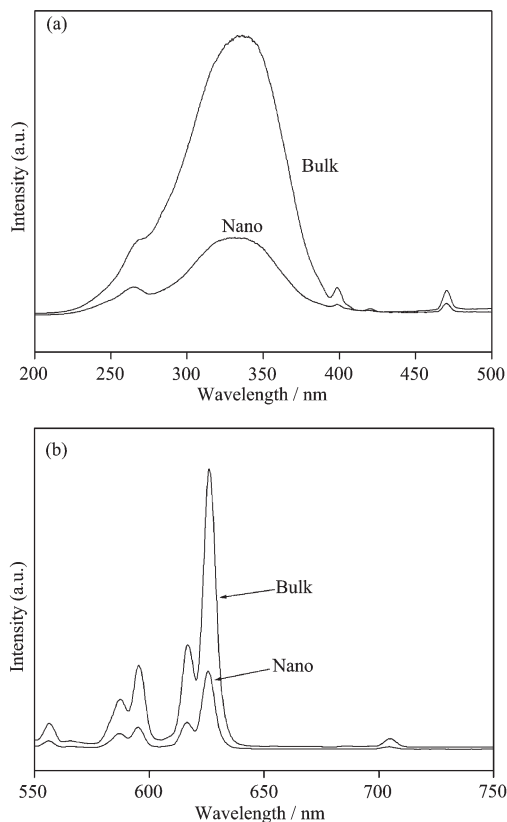 (a)
Intensity (a.u.)
Bulk
Nano
200 250 300 350 400 450 500
Wavelength / nm
(b)
Intensity (a.u.)
Bulk
Nano
550 600 650 700 750
Wavelength / nm